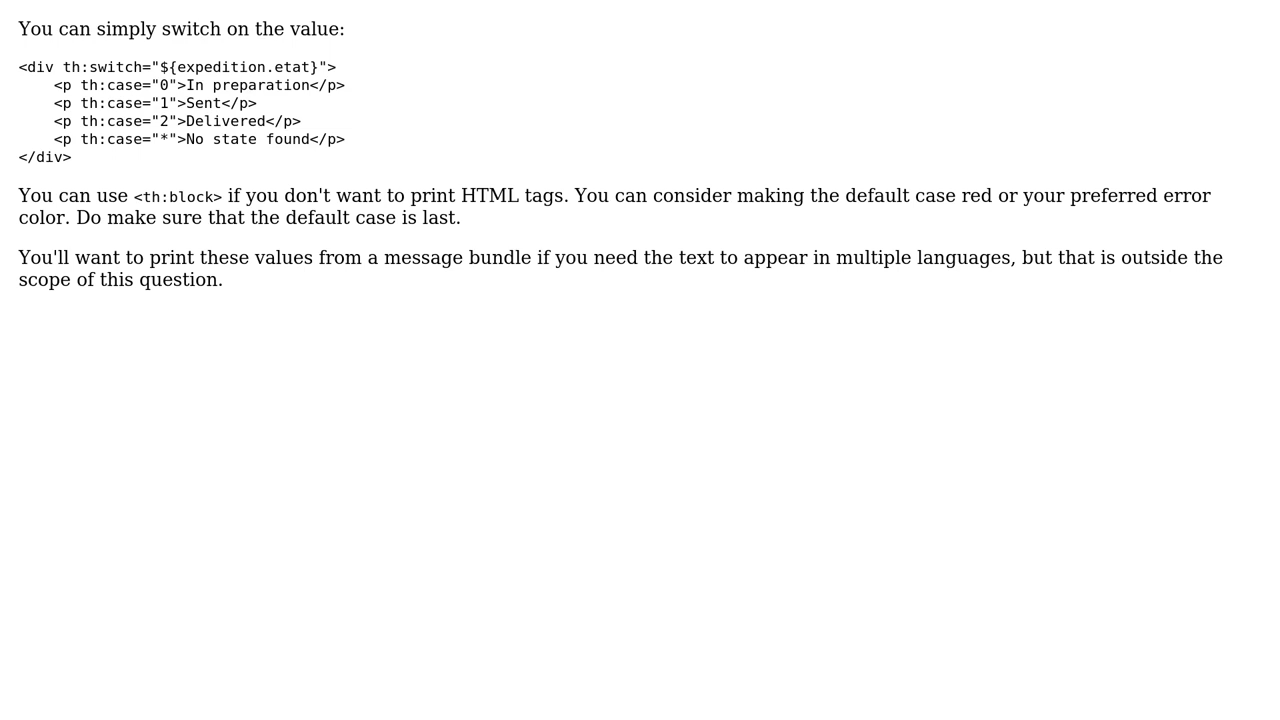 You can simply switch on the value:
<div th:switch="${expedition.etat}">
    <p th:case="0">In preparation</p>
    <p th:case="1">Sent</p>
    <p th:case="2">Delivered</p>
    <p th:case="*">No state found</p>
</div>
You can use <th:block> if you don't want to print HTML tags. You can consider making the default case red or your preferred error
color. Do make sure that the default case is last.
You'll want to print these values from a message bundle if you need the text to appear in multiple languages, but that is outside the
scope of this question.